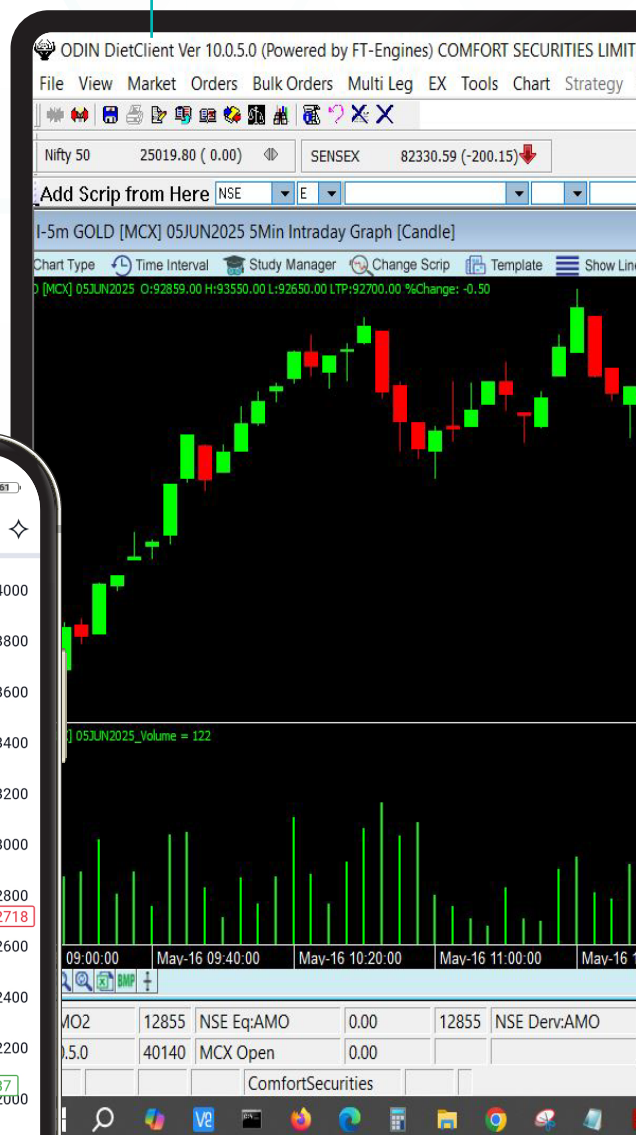 ODIN DietClient Ver 10.0.5.0 (Powered by FT-Engines) COMFORT SECURITIES LIMIT
File View Market Orders Bulk Orders Multi Leg EX Tools Chart Strategy
Nifty 50 25019.80 ( 0.00) SENSEX 82330.59 (-200.15)
Add Scrip from Here NSE E
I-5m GOLD [MCX] 05JUN2025 5Min Intraday Graph [Candle]
Chart Type Time Interval Study Manager Change Scrip Template Show Line
[MCX] 05JUN2025 O:92859.00 H:93550.00 L:92650.00 LTP:92700.00 %Change: -0.50
61
4000
3800
3600
3400
3200
3000
2800
2718
2600
2400
2200
37
2000
] 05JUN2025_Volume = 122
09:00:00 May-16 09:40:00 May-16 10:20:00 May-16 11:00:00 May-16 1
BMP
MO2 12855 NSE Eq:AMO 0.00 12855 NSE Derv:AMO
0.5.0 40140 MCX Open 0.00
ComfortSecurities